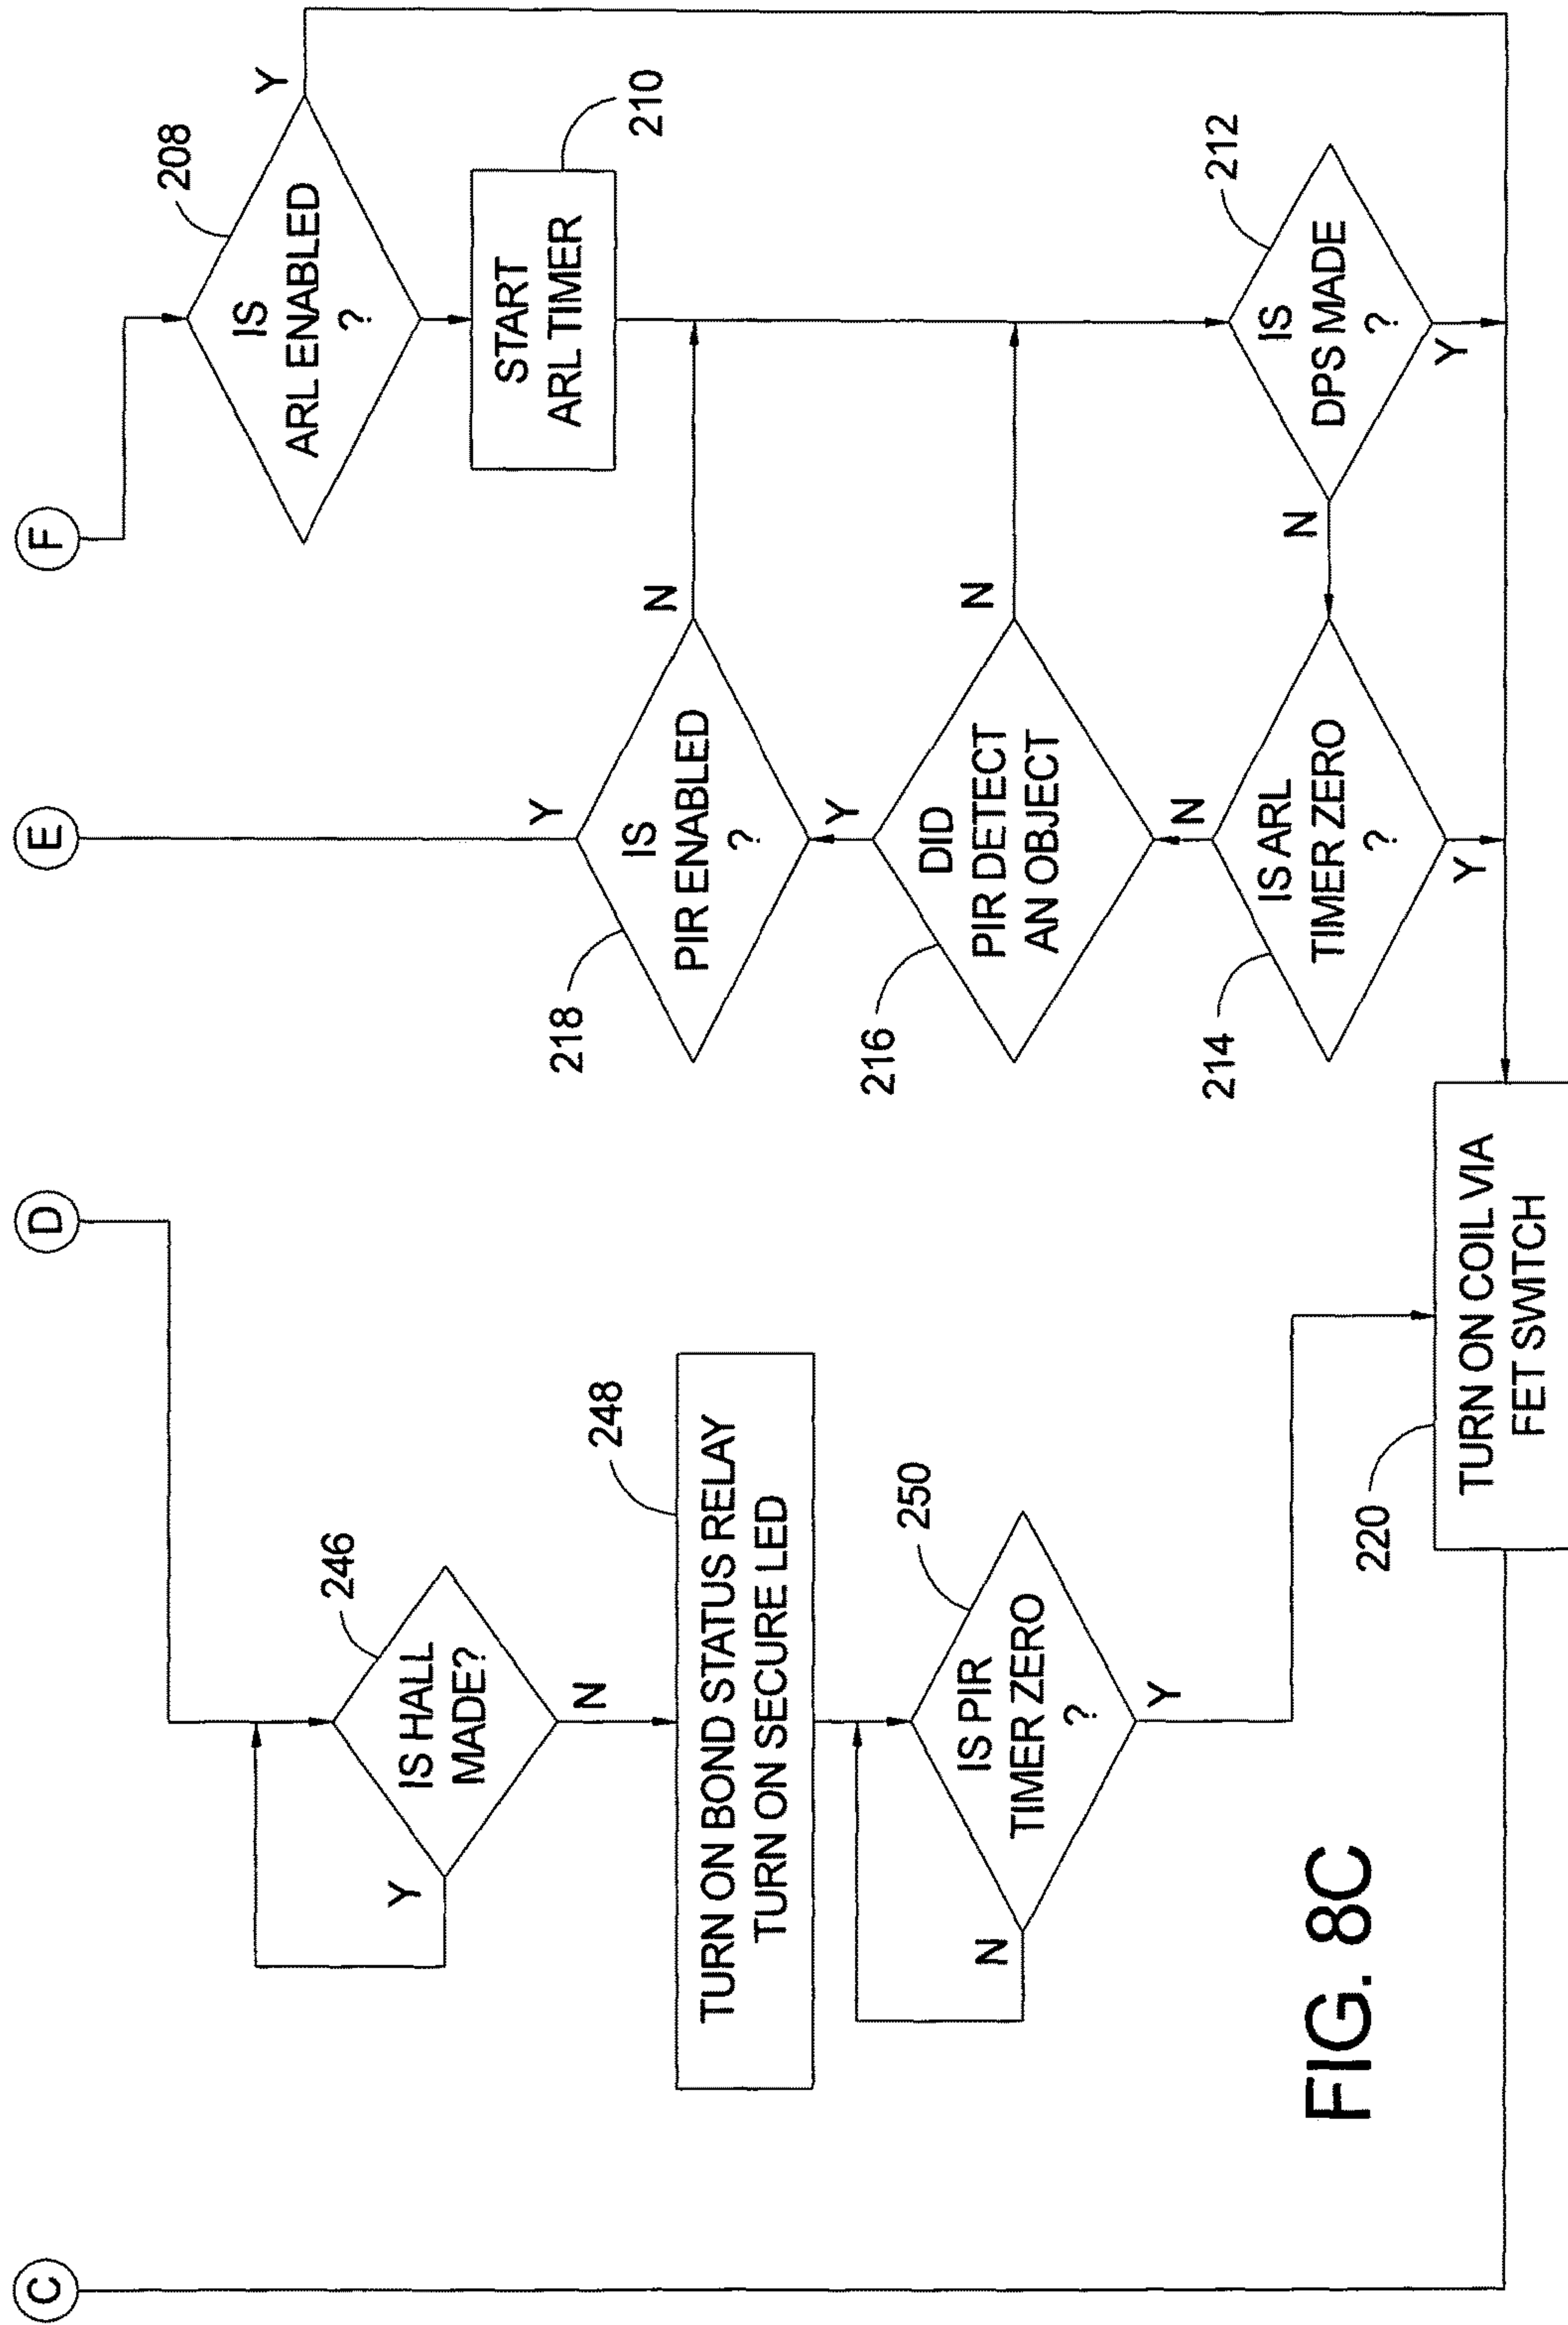 C
D
E
F
208
IS
ARL ENABLED
?
Y
START
ARL TIMER
210
246
IS HALL
MADE?
Y
N
218
IS
PIR ENABLED
?
Y
N
248
TURN ON BOND STATUS RELAY
TURN ON SECURE LED
216
DID
PIR DETECT
AN OBJECT
Y
N
250
IS PIR
TIMER ZERO
?
N
Y
214
IS ARL
TIMER ZERO
?
N
Y
212
IS
DPS MADE
?
N
Y
220
TURN ON COIL VIA
FET SWITCH
FIG. 8C